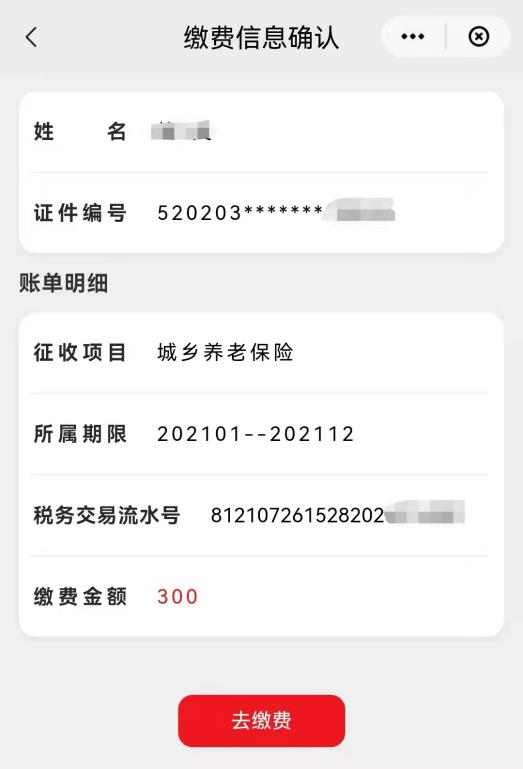 缴费信息确认
姓 名
证件编号 520203*******
账单明细
征收项目 城乡养老保险
所属期限 202101--202112
税务交易流水号 812107261528202
缴费金额 300
去缴费